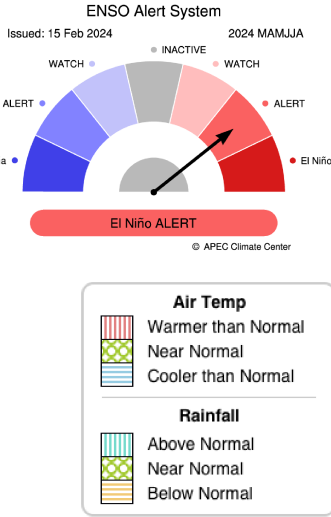 ENSO Alert System
Issued: 15 Feb 2024 2024 MAMJJA
INACTIVE
WATCH WATCH
ALERT ALERT
a El Niño
El Niño ALERT
© APEC Climate Center
Air Temp
Warmer than Normal
Near Normal
Cooler than Normal
Rainfall
Above Normal
Near Normal
Below Normal